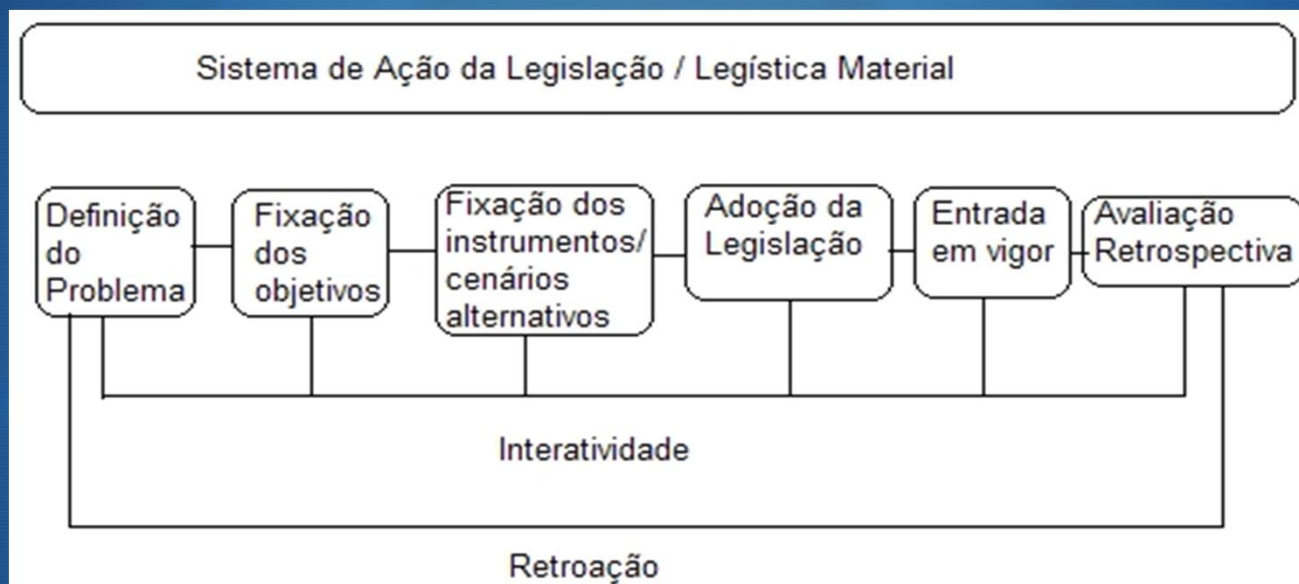 Sistema de Ação da Legislação / Legística Material
Definição
do
Problema
Fixação
dos
objetivos
Fixação dos
instrumentos/
cenários
alternativos
Adoção da
Legislação
Entrada
em vigor
Avaliação
Retrospectiva
Interatividade
Retroação